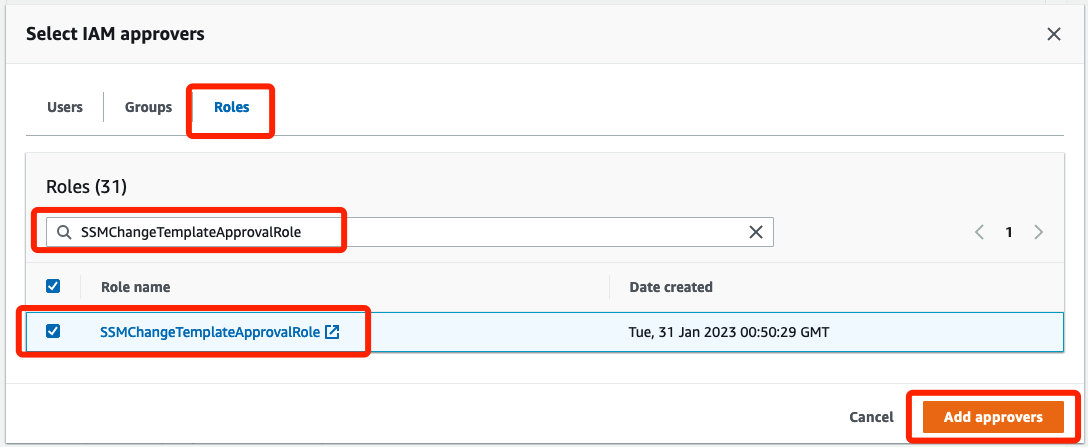 Select IAM approvers
Users Groups Roles
Roles (31)
SSMChangeTemplateApprovalRole
1
Role name Date created
SSMChangeTemplateApprovalRole Tue, 31 Jan 2023 00:50:29 GMT
Cancel Add approvers